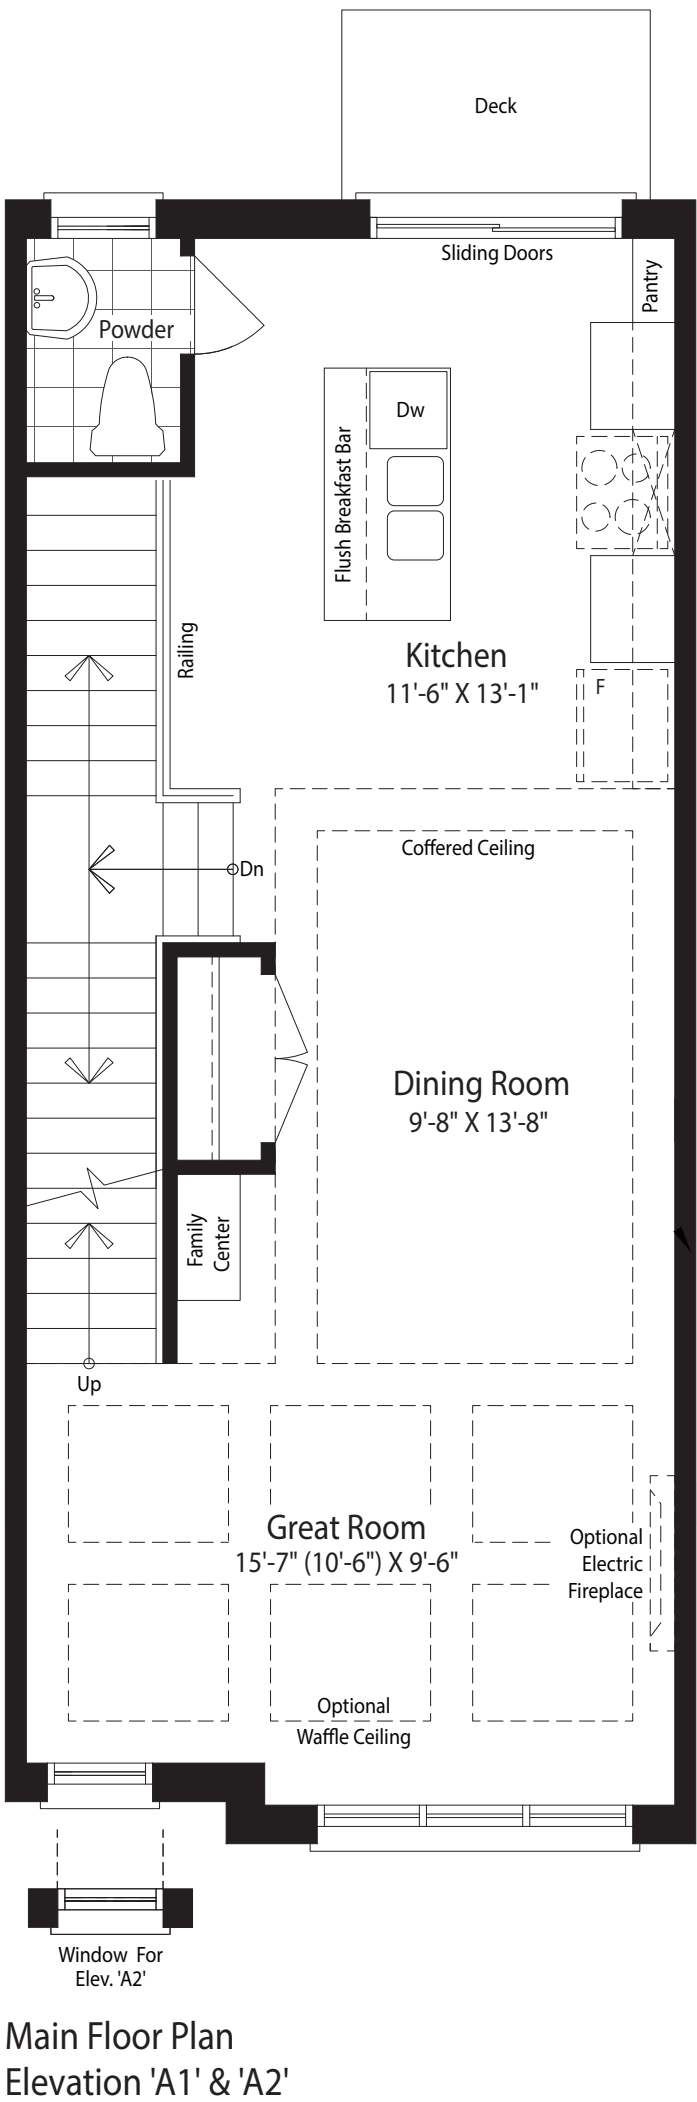 Deck
Sliding Doors
Pantry
Powder
Dw
Flush Breakfast Bar
Railing
Kitchen
11'-6" X 13'-1"
F
Coffered Ceiling
Dn
Dining Room
9'-8" X 13'-8"
Family
Center
Up
Great Room
15'-7" (10'-6") X 9'-6"
Optional
Electric
Fireplace
Optional
Waffle Ceiling
Window For
Elev. 'A2'
Main Floor Plan
Elevation 'A1' & 'A2'